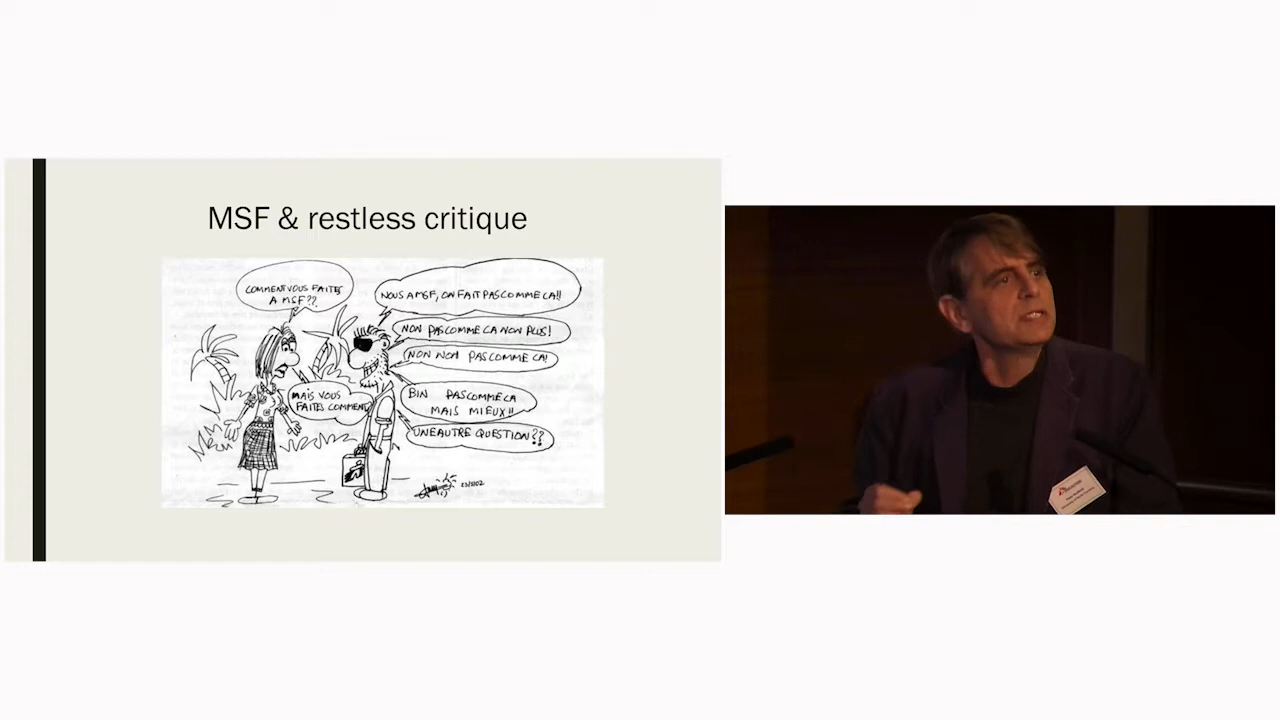 MSF & restless critique
COMMENT VOUS FAITES
A MSF??
NOUS A MSF, ON FAIT PAS COMME CA!!
NON PAS COMME CA NON PLUS!
NON NON PAS COMME CA!
MAIS VOUS
FAITES COMMENT
BIN PAS COMME CA
MAIS MIEUX!!
UNE AUTRE QUESTION??